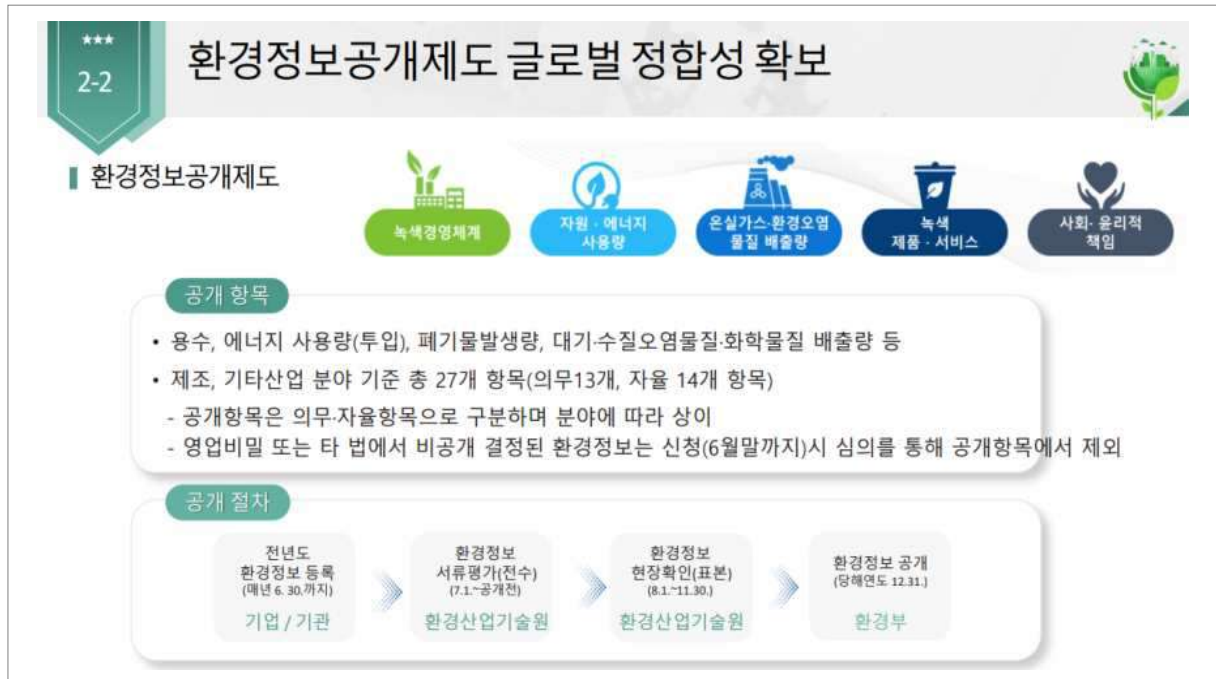 2-2
환경정보공개제도 글로벌 정합성 확보
환경정보공개제도
녹색경영체계
자원·에너지
사용량
온실가스·환경오염
물질 배출량
녹색
제품·서비스
사회·윤리적
책임
공개 항목
• 용수, 에너지 사용량(투입), 폐기물발생량, 대기·수질오염물질·화학물질 배출량 등
• 제조, 기타산업 분야 기준 총 27개 항목(의무13개, 자율 14개 항목)
- 공개항목은 의무·자율항목으로 구분하며 분야에 따라 상이
- 영업비밀 또는 타 법에서 비공개 결정된 환경정보는 신청(6월말까지)시 심의를 통해 공개항목에서 제외
공개 절차
전년도
환경정보 등록
(매년 6. 30.까지)
기업 / 기관
환경정보
서류평가(전수)
(7.1.~공개전)
환경산업기술원
환경정보
현장확인(표본)
(8.1.~11.30.)
환경산업기술원
환경정보 공개
(당해연도 12.31.)
환경부